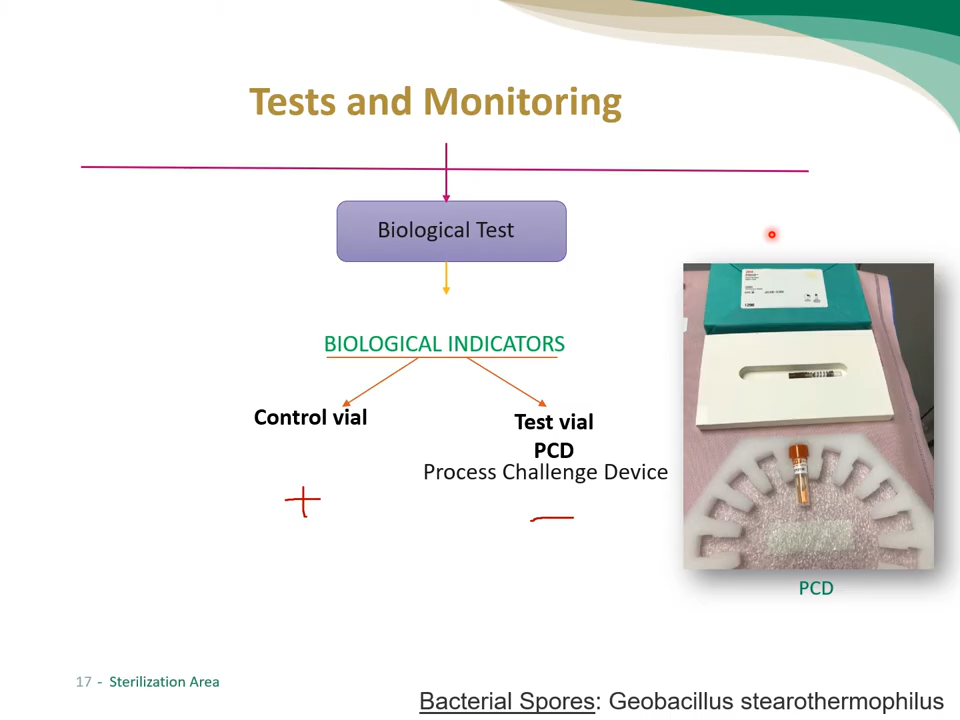 Tests and Monitoring
Biological Test
BIOLOGICAL INDICATORS
Control vial
Test vial
PCD
Process Challenge Device
+
–
PCD
17 - Sterilization Area
Bacterial Spores: Geobacillus stearothermophilus